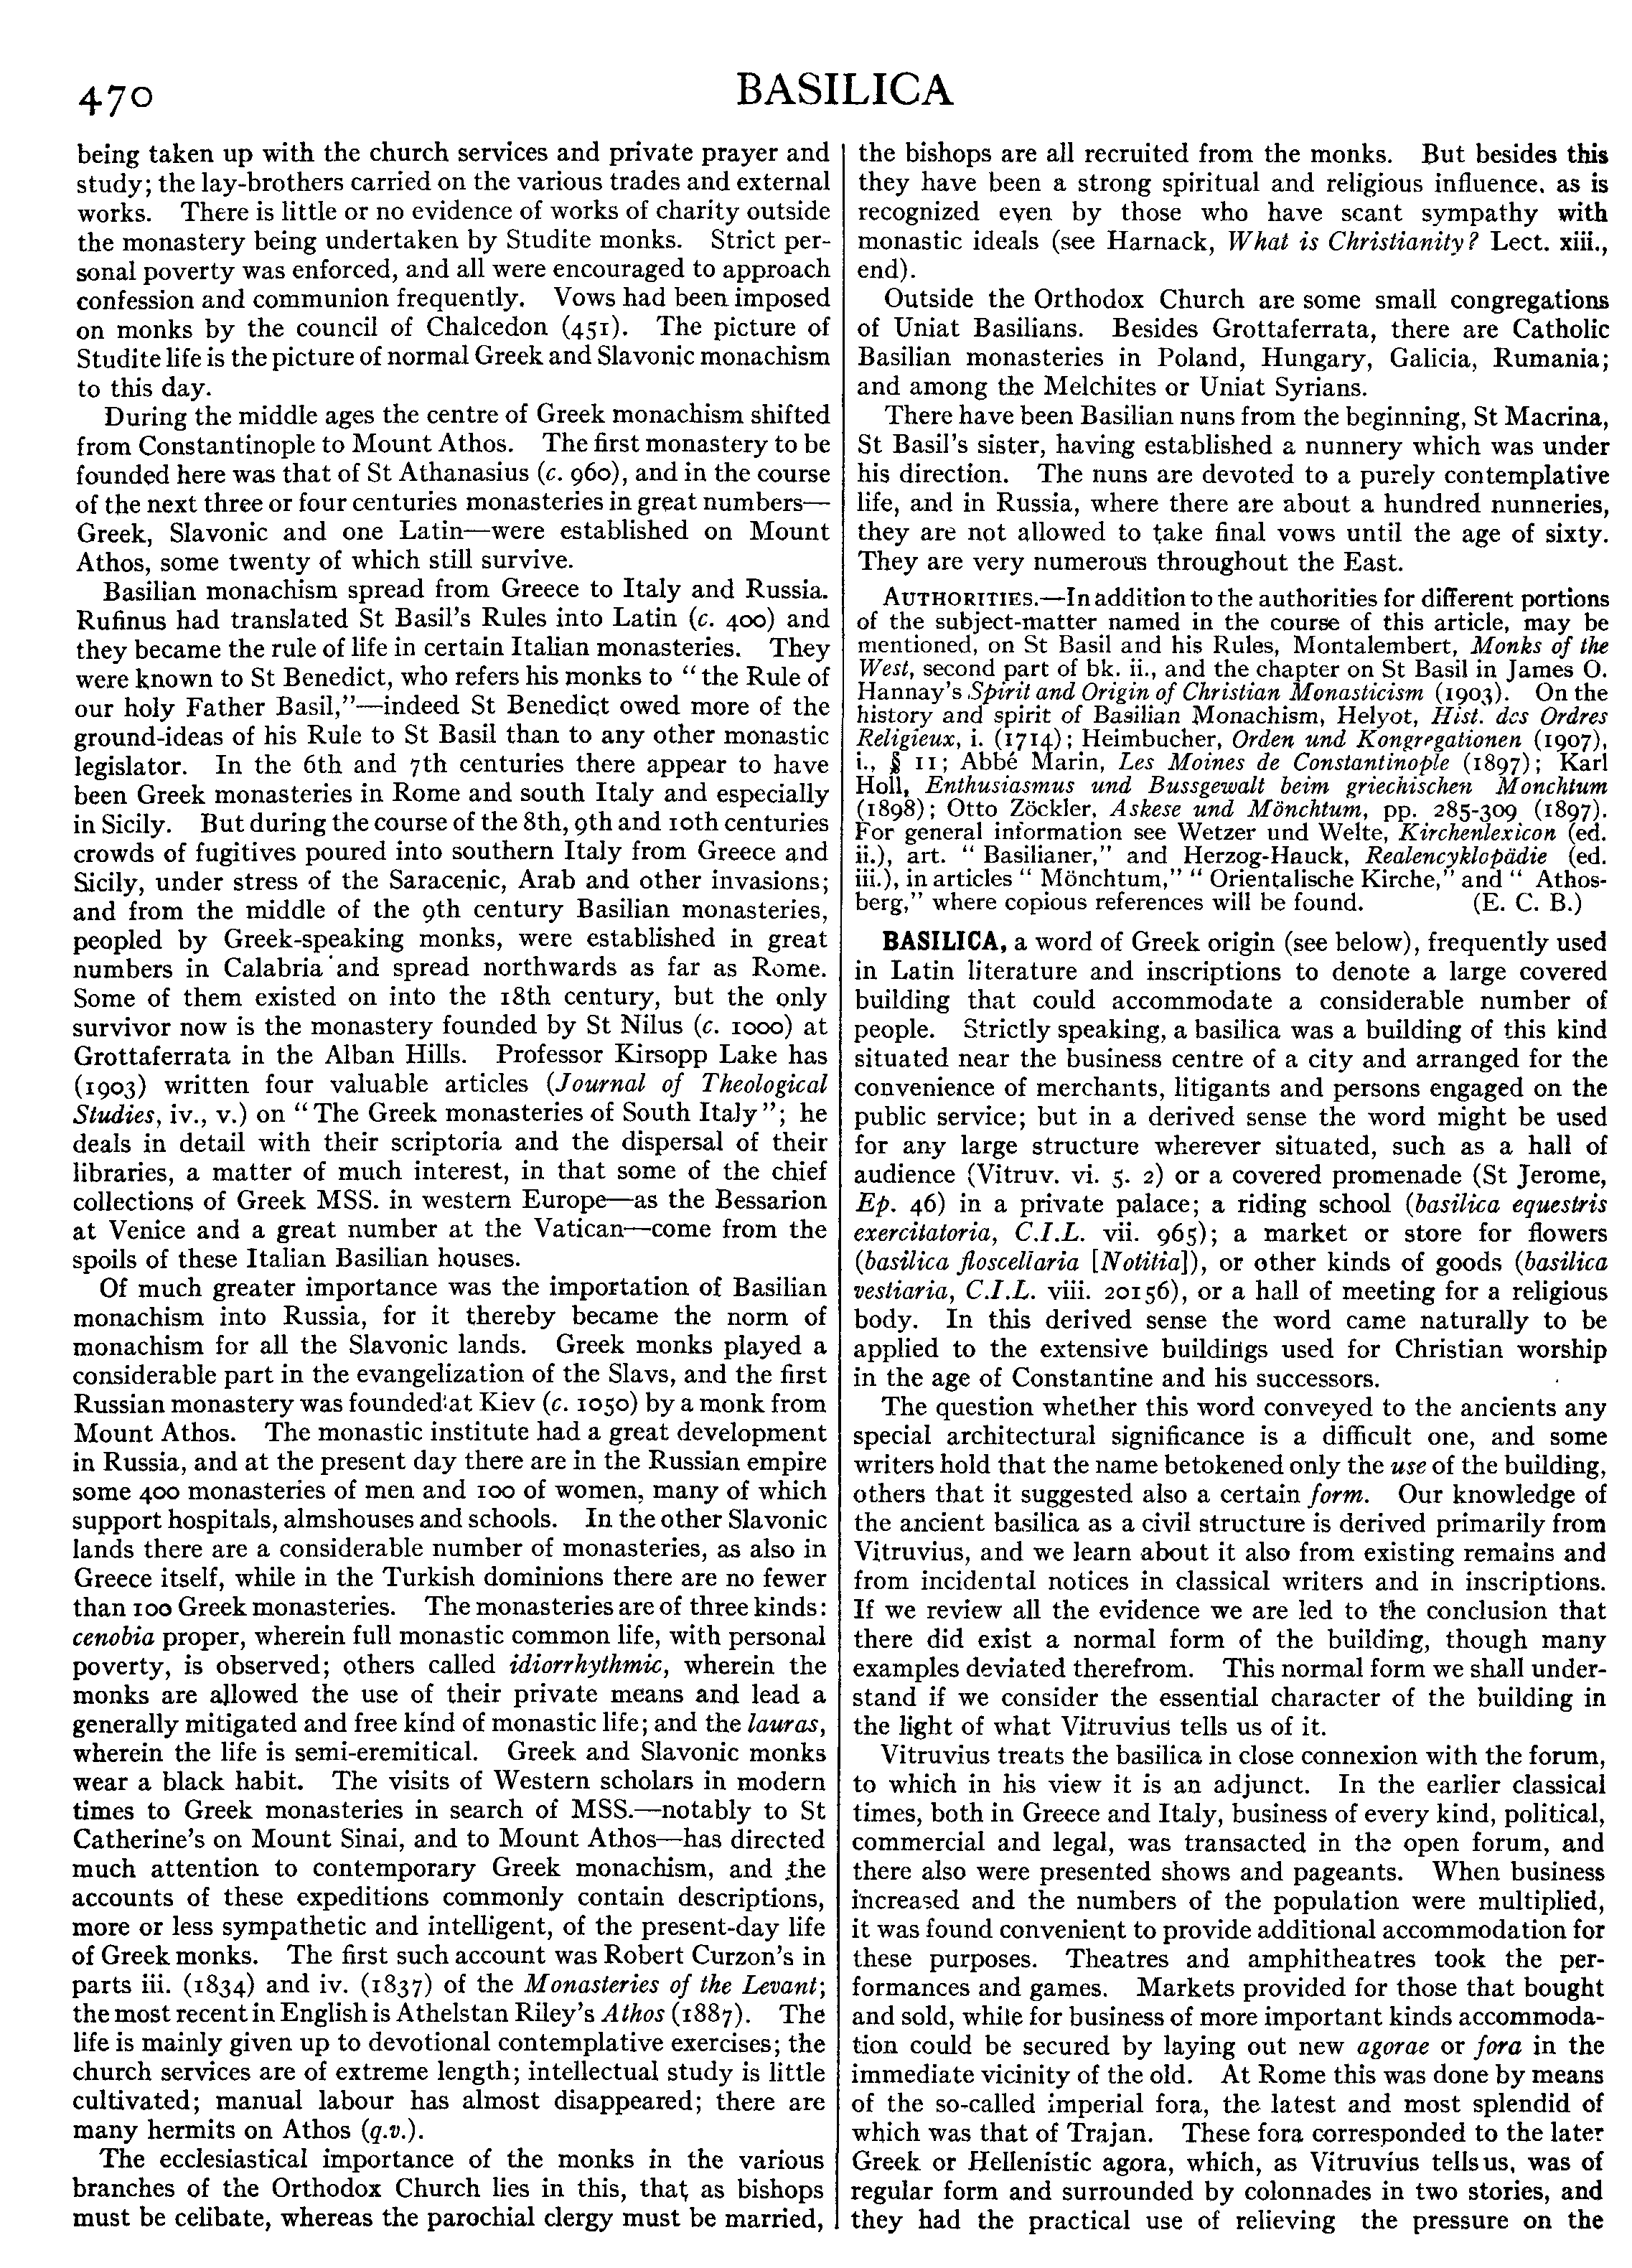 470
BASILICA
being taken up with the church services and private prayer and
study; the lay-brothers carried on the various trades and external
works. There is little or no evidence of works of charity outside
the monastery being undertaken by Studite monks. Strict per-
sonal poverty was enforced, and all were encouraged to approach
confession and communion frequently. Vows had been imposed
on monks by the council of Chalcedon (451). The picture of
Studite life is the picture of normal Greek and Slavonic monachism
to this day.
During the middle ages the centre of Greek monachism shifted
from Constantinople to Mount Athos. The first monastery to be
founded here was that of St Athanasius (c. 960), and in the course
of the next three or four centuries monasteries in great numbers—
Greek, Slavonic and one Latin—were established on Mount
Athos, some twenty of which still survive.
Basilian monachism spread from Greece to Italy and Russia.
Rufinus had translated St Basil's Rules into Latin (c. 400) and
they became the rule of life in certain Italian monasteries. They
were known to St Benedict, who refers his monks to "the Rule of
our holy Father Basil,"—indeed St Benedict owed more of the
ground-ideas of his Rule to St Basil than to any other monastic
legislator. In the 6th and 7th centuries there appear to have
been Greek monasteries in Rome and south Italy and especially
in Sicily. But during the course of the 8th, 9th and 10th centuries
crowds of fugitives poured into southern Italy from Greece and
Sicily, under stress of the Saracenic, Arab and other invasions;
and from the middle of the 9th century Basilian monasteries,
peopled by Greek-speaking monks, were established in great
numbers in Calabria and spread northwards as far as Rome.
Some of them existed on into the 18th century, but the only
survivor now is the monastery founded by St Nilus (c. 1000) at
Grottaferrata in the Alban Hills. Professor Kirsopp Lake has
(1903) written four valuable articles (Journal of Theological
Studies, iv., v.) on "The Greek monasteries of South Italy"; he
deals in detail with their scriptoria and the dispersal of their
libraries, a matter of much interest, in that some of the chief
collections of Greek MSS. in western Europe—as the Bessarion
at Venice and a great number at the Vatican—come from the
spoils of these Italian Basilian houses.
Of much greater importance was the importation of Basilian
monachism into Russia, for it thereby became the norm of
monachism for all the Slavonic lands. Greek monks played a
considerable part in the evangelization of the Slavs, and the first
Russian monastery was founded at Kiev (c. 1050) by a monk from
Mount Athos. The monastic institute had a great development
in Russia, and at the present day there are in the Russian empire
some 400 monasteries of men and 100 of women, many of which
support hospitals, almshouses and schools. In the other Slavonic
lands there are a considerable number of monasteries, as also in
Greece itself, while in the Turkish dominions there are no fewer
than 100 Greek monasteries. The monasteries are of three kinds:
cenobia proper, wherein full monastic common life, with personal
poverty, is observed; others called idiorrhythmic, wherein the
monks are allowed the use of their private means and lead a
generally mitigated and free kind of monastic life; and the lauras,
wherein the life is semi-eremitical. Greek and Slavonic monks
wear a black habit. The visits of Western scholars in modern
times to Greek monasteries in search of MSS.—notably to St
Catherine's on Mount Sinai, and to Mount Athos—has directed
much attention to contemporary Greek monachism, and the
accounts of these expeditions commonly contain descriptions,
more or less sympathetic and intelligent, of the present-day life
of Greek monks. The first such account was Robert Curzon's in
parts iii. (1834) and iv. (1837) of the Monasteries of the Levant;
the most recent in English is Athelstan Riley's Athos (1887). The
life is mainly given up to devotional contemplative exercises; the
church services are of extreme length; intellectual study is little
cultivated; manual labour has almost disappeared; there are
many hermits on Athos (q.v.).
The ecclesiastical importance of the monks in the various
branches of the Orthodox Church lies in this, that as bishops
must be celibate, whereas the parochial clergy must be married,
the bishops are all recruited from the monks. But besides this
they have been a strong spiritual and religious influence, as is
recognized even by those who have scant sympathy with
monastic ideals (see Harnack, What is Christianity? Lect. xiii.,
end).
Outside the Orthodox Church are some small congregations
of Uniat Basilians. Besides Grottaferrata, there are Catholic
Basilian monasteries in Poland, Hungary, Galicia, Rumania;
and among the Melchites or Uniat Syrians.
There have been Basilian nuns from the beginning, St Macrina,
St Basil's sister, having established a nunnery which was under
his direction. The nuns are devoted to a purely contemplative
life, and in Russia, where there are about a hundred nunneries,
they are not allowed to take final vows until the age of sixty.
They are very numerous throughout the East.
AUTHORITIES.—In addition to the authorities for different portions
of the subject-matter named in the course of this article, may be
mentioned, on St Basil and his Rules, Montalembert, Monks of the
West, second part of bk. ii., and the chapter on St Basil in James O.
Hannay's Spirit and Origin of Christian Monasticism (1903). On the
history and spirit of Basilian Monachism, Helyot, Hist. des Ordres
Religieux, i. (1714); Heimbucher, Orden und Kongregationen (1907),
i., § 11; Abbé Marin, Les Moines de Constantinople (1897); Karl
Holl, Enthusiasmus und Bussgewalt beim griechischen Monchtum
(1898); Otto Zöckler, Askese und Mönchtum, pp. 285-309 (1897).
For general information see Wetzer und Welte, Kirchenlexicon (ed.
ii.), art. "Basilianer," and Herzog-Hauck, Realencyklopädie (ed.
iii.), in articles "Mönchtum," "Orientalische Kirche," and "Athos-
berg," where copious references will be found. (E. C. B.)
BASILICA, a word of Greek origin (see below), frequently used
in Latin literature and inscriptions to denote a large covered
building that could accommodate a considerable number of
people. Strictly speaking, a basilica was a building of this kind
situated near the business centre of a city and arranged for the
convenience of merchants, litigants and persons engaged on the
public service; but in a derived sense the word might be used
for any large structure wherever situated, such as a hall of
audience (Vitruv. vi. 5. 2) or a covered promenade (St Jerome,
Ep. 46) in a private palace; a riding school (basilica equestris
exercitatoria, C.I.L. vii. 965); a market or store for flowers
(basilica floscellaria [Notitia]), or other kinds of goods (basilica
vestiaria, C.I.L. viii. 20156), or a hall of meeting for a religious
body. In this derived sense the word came naturally to be
applied to the extensive buildings used for Christian worship
in the age of Constantine and his successors.
The question whether this word conveyed to the ancients any
special architectural significance is a difficult one, and some
writers hold that the name betokened only the use of the building,
others that it suggested also a certain form. Our knowledge of
the ancient basilica as a civil structure is derived primarily from
Vitruvius, and we learn about it also from existing remains and
from incidental notices in classical writers and in inscriptions.
If we review all the evidence we are led to the conclusion that
there did exist a normal form of the building, though many
examples deviated therefrom. This normal form we shall under-
stand if we consider the essential character of the building in
the light of what Vitruvius tells us of it.
Vitruvius treats the basilica in close connexion with the forum,
to which in his view it is an adjunct. In the earlier classical
times, both in Greece and Italy, business of every kind, political,
commercial and legal, was transacted in the open forum, and
there also were presented shows and pageants. When business
increased and the numbers of the population were multiplied,
it was found convenient to provide additional accommodation for
these purposes. Theatres and amphitheatres took the per-
formances and games. Markets provided for those that bought
and sold, while for business of more important kinds accommoda-
tion could be secured by laying out new agorae or fora in the
immediate vicinity of the old. At Rome this was done by means
of the so-called imperial fora, the latest and most splendid of
which was that of Trajan. These fora corresponded to the later
Greek or Hellenistic agora, which, as Vitruvius tells us, was of
regular form and surrounded by colonnades in two stories, and
they had the practical use of relieving the pressure on the